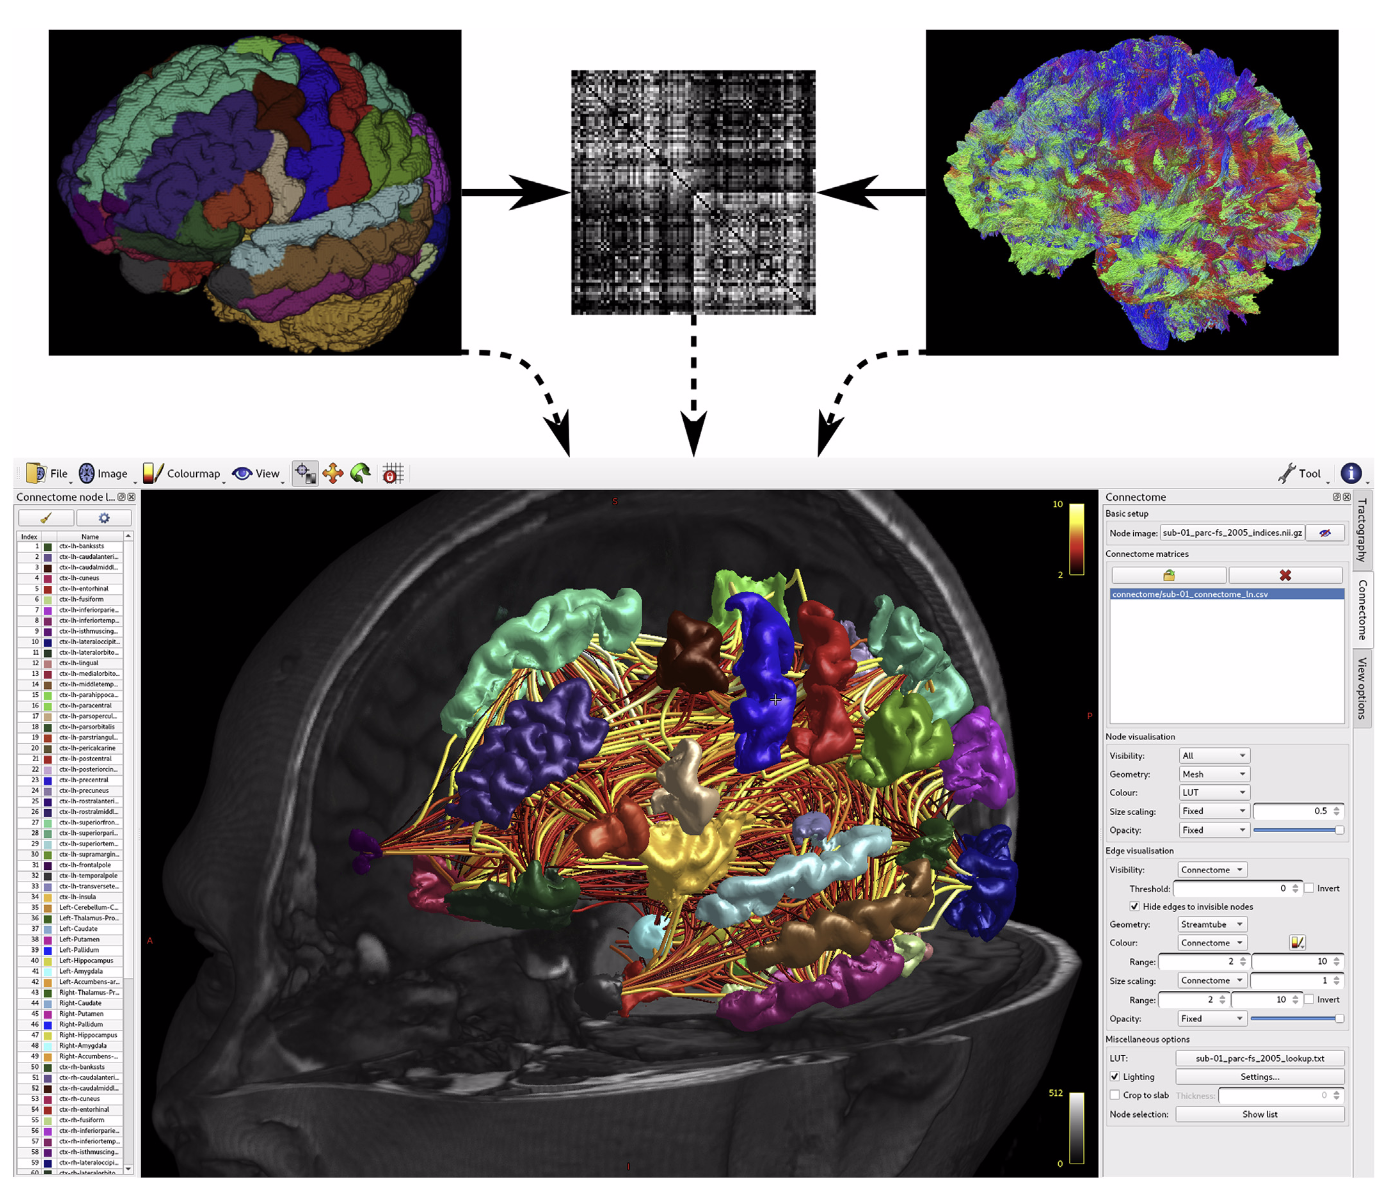 File Image Colourmap View Tool
Connectome node l...
Index Name
1 ctx-lh-bankssts
2 ctx-lh-caudalanteri...
3 ctx-lh-caudalmiddl...
4 ctx-lh-cuneus
5 ctx-lh-entorhinal
6 ctx-lh-fusiform
7 ctx-lh-inferiorparie...
8 ctx-lh-inferiortemp...
9 ctx-lh-isthmuscing...
10 ctx-lh-lateraloccipit...
11 ctx-lh-lateralorbito...
12 ctx-lh-lingual
13 ctx-lh-medialorbito...
14 ctx-lh-middletemp...
15 ctx-lh-parahippoca...
16 ctx-lh-paracentral
17 ctx-lh-parsopercul...
18 ctx-lh-parsorbitalis
19 ctx-lh-parstriangul...
20 ctx-lh-pericalcarine
21 ctx-lh-postcentral
22 ctx-lh-posteriorcin...
23 ctx-lh-precentral
24 ctx-lh-precuneus
25 ctx-lh-rostralanteri...
26 ctx-lh-rostralmiddl...
27 ctx-lh-superiorfron...
28 ctx-lh-superiorpari...
29 ctx-lh-superiortem...
30 ctx-lh-supramargin...
31 ctx-lh-frontalpole
32 ctx-lh-temporalpole
33 ctx-lh-transversete...
34 ctx-lh-insula
35 Left-Cerebellum-C...
36 Left-Thalamus-Pro...
37 Left-Caudate
38 Left-Putamen
39 Left-Pallidum
40 Left-Hippocampus
41 Left-Amygdala
42 Left-Accumbens-ar...
43 Right-Thalamus-Pr...
44 Right-Caudate
45 Right-Putamen
46 Right-Pallidum
47 Right-Hippocampus
48 Right-Amygdala
49 Right-Accumbens-...
50 ctx-rh-bankssts
51 ctx-rh-caudalanteri...
52 ctx-rh-caudalmiddl...
53 ctx-rh-cuneus
54 ctx-rh-entorhinal
55 ctx-rh-fusiform
56 ctx-rh-inferiorparie...
57 ctx-rh-inferiortemp...
58 ctx-rh-isthmuscing...
59 ctx-rh-lateraloccipi...
60 ctx-rh-lateralorbito...
S
A
P
I
10
2
512
0
Connectome
Basic setup
Node image: sub-01_parc-fs_2005_indices.nii.gz
Connectome matrices
connectome/sub-01_connectome_ln.csv
Node visualisation
Visibility: All
Geometry: Mesh
Colour: LUT
Size scaling: Fixed 0.5
Opacity: Fixed
Edge visualisation
Visibility: Connectome
Threshold: 0 Invert
Hide edges to invisible nodes
Geometry: Streamtube
Colour: Connectome
Range: 2 10
Size scaling: Connectome 1
Range: 2 10 Invert
Opacity: Fixed
Miscellaneous options
LUT: sub-01_parc-fs_2005_lookup.txt
Lighting Settings...
Crop to slab Thickness: 0
Node selection: Show list
Tractography
Connectome
View options